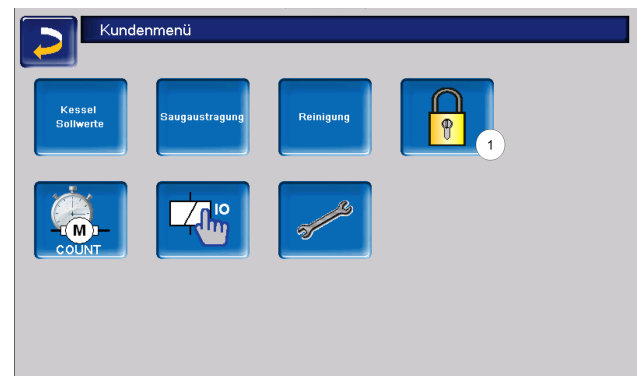 Kundenmenü
Kessel
Sollwerte
Saugaustragung
Reinigung
1
M
COUNT
IO